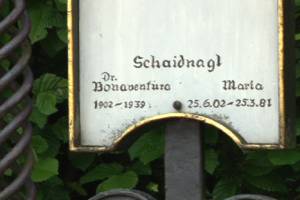 Schaidnagl
Dr.
Bonaventura Maria
1902-1939 25.6.02-25.3.81